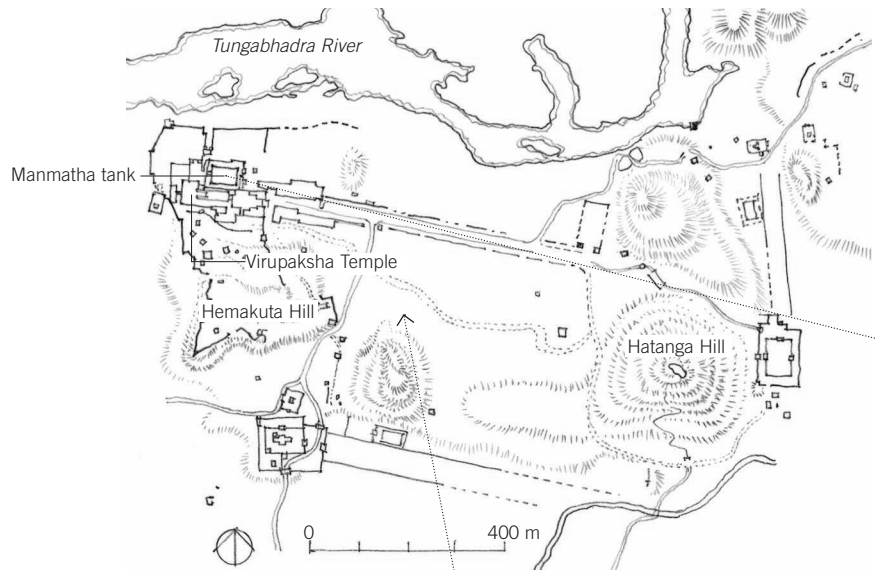 Tungabhadra River
Manmatha tank
Virupaksha Temple
Hemakuta Hill
Hatanga Hill
0 400 m